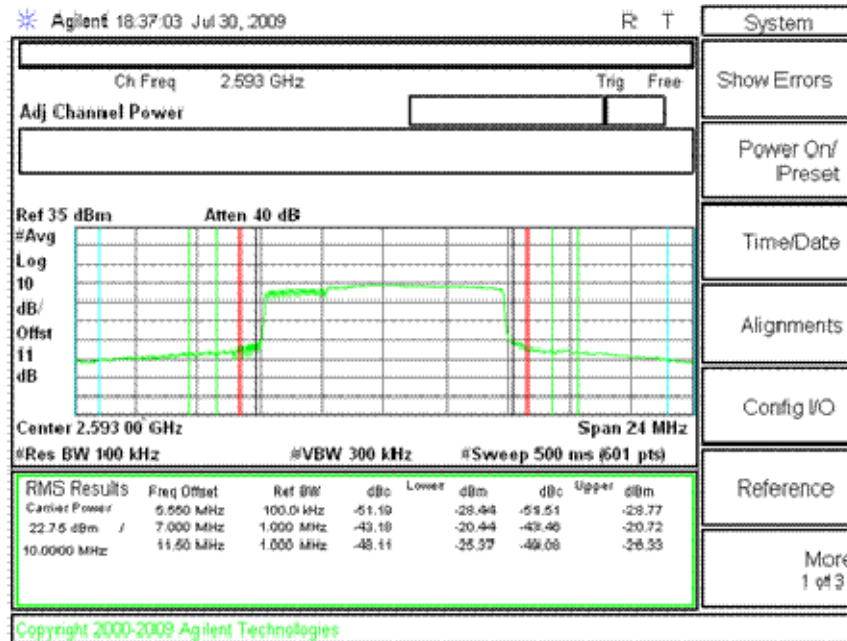 Agilent 18:37:03 Jul 30, 2009 R T
Ch Freq 2.593 GHz Trig Free
Adj Channel Power
Ref 35 dBm Atten 40 dB
#Avg
Log
10
dB/
Offst
11
dB
Center 2.593 00 GHz Span 24 MHz
#Res BW 100 kHz #VBW 300 kHz #Sweep 500 ms (601 pts)
RMS Results Freq Offset Ref BW dBc Lower dBm dBc Upper dBm
Carrier Power 5.550 MHz 100.0 kHz -51.19 -28.44 -51.51 -28.77
22.75 dBm / 7.000 MHz 1.000 MHz -43.18 -20.44 -43.46 -20.72
10.0000 MHz 11.50 MHz 1.000 MHz -48.11 -25.37 -49.08 -26.33
Copyright 2000-2009 Agilent Technologies
System
Show Errors
Power On/
Preset
Time/Date
Alignments
Config I/O
Reference
More
1 of 3